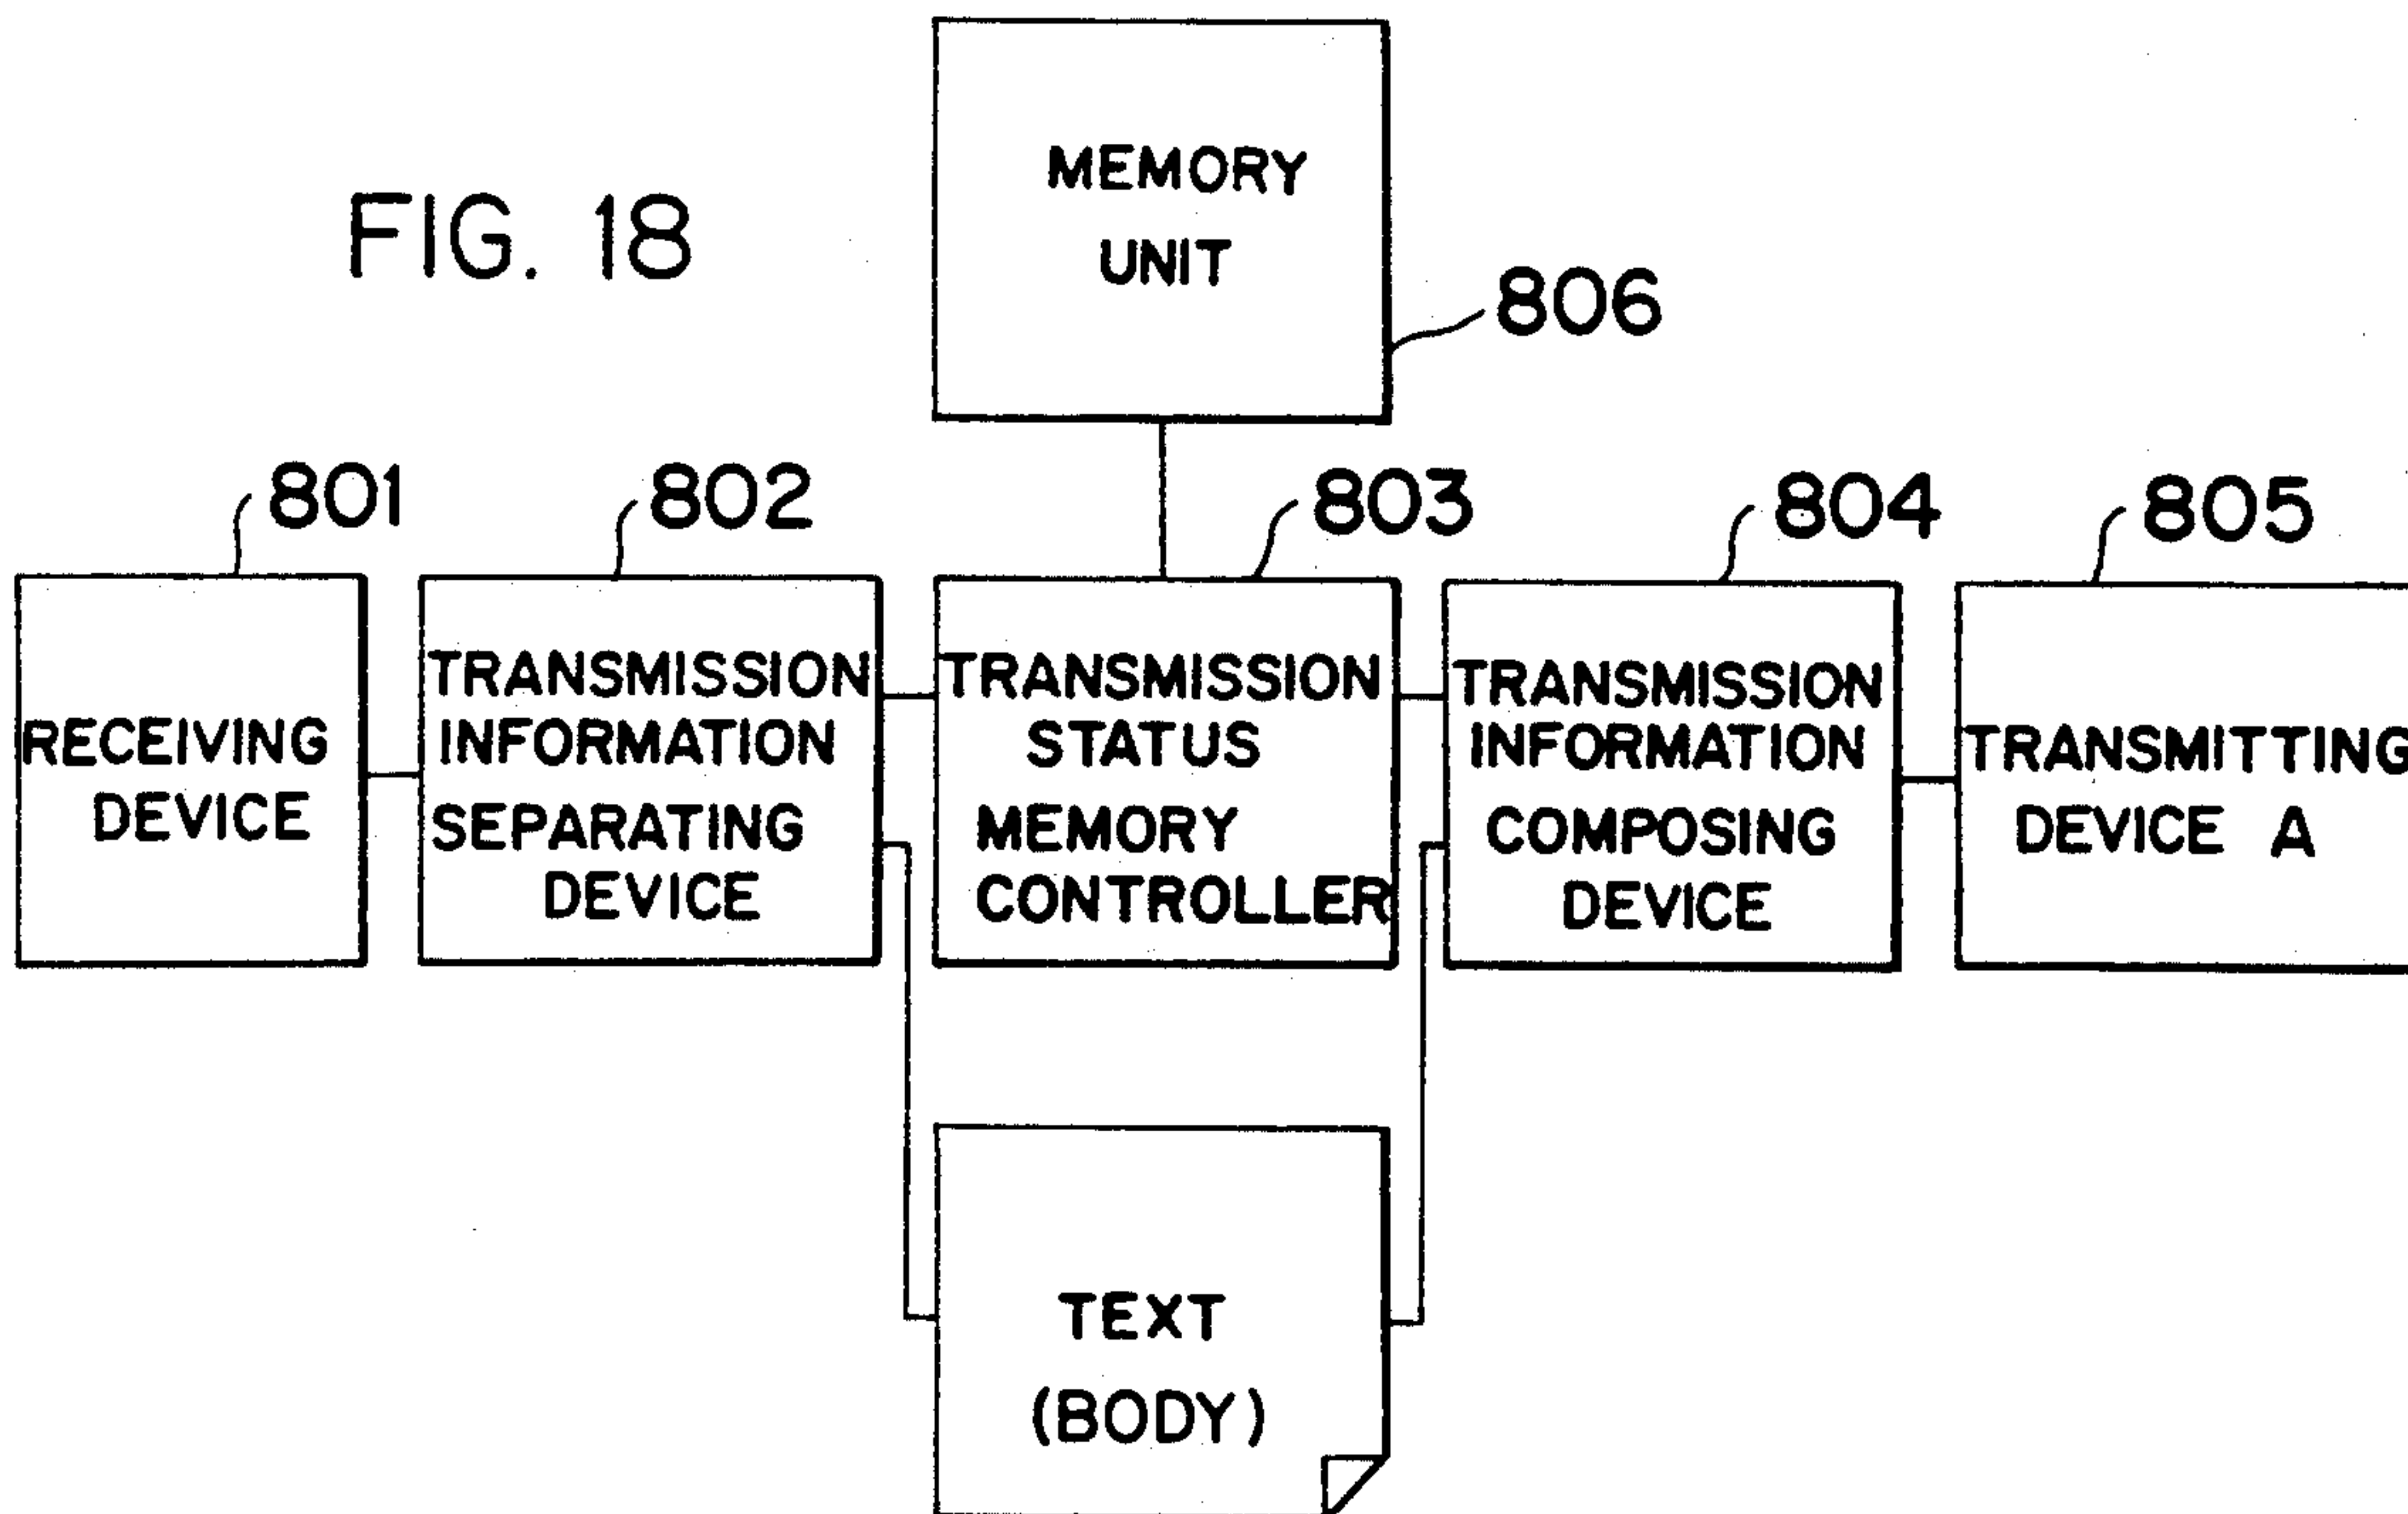 FIG. 18
MEMORY
UNIT
806
801
802
803
804
805
RECEIVING
DEVICE
TRANSMISSION
INFORMATION
SEPARATING
DEVICE
TRANSMISSION
STATUS
MEMORY
CONTROLLER
TRANSMISSION
INFORMATION
COMPOSING
DEVICE
TRANSMITTING
DEVICE A
TEXT
(BODY)